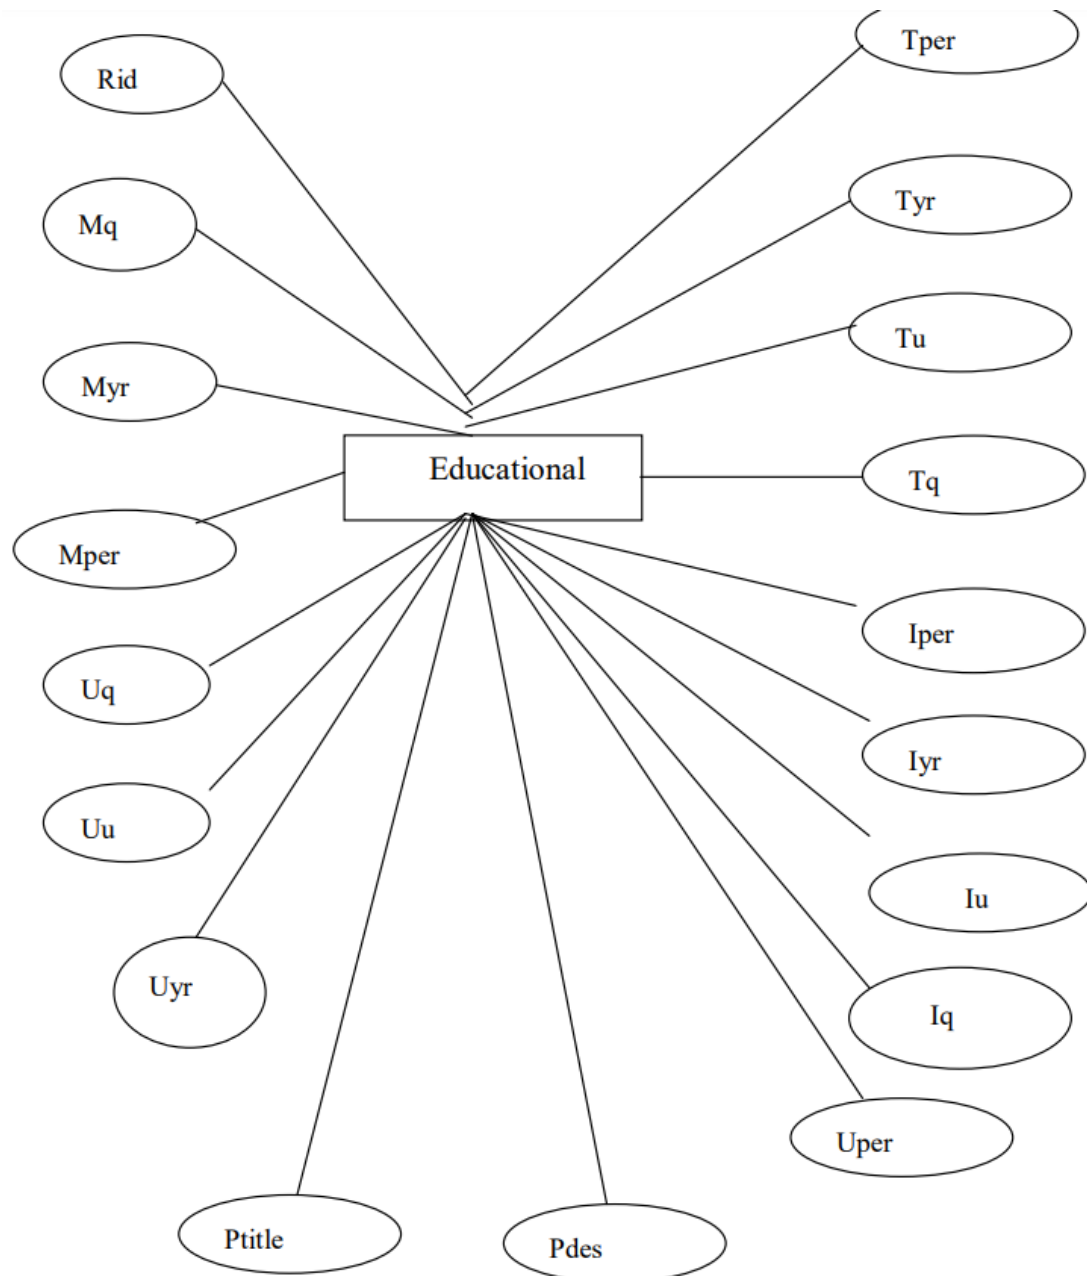 Tper
Rid
Tyr
Mq
Tu
Myr
Educational
Tq
Mper
Iper
Uq
Iyr
Uu
Iu
Uyr
Iq
Uper
Ptitle
Pdes